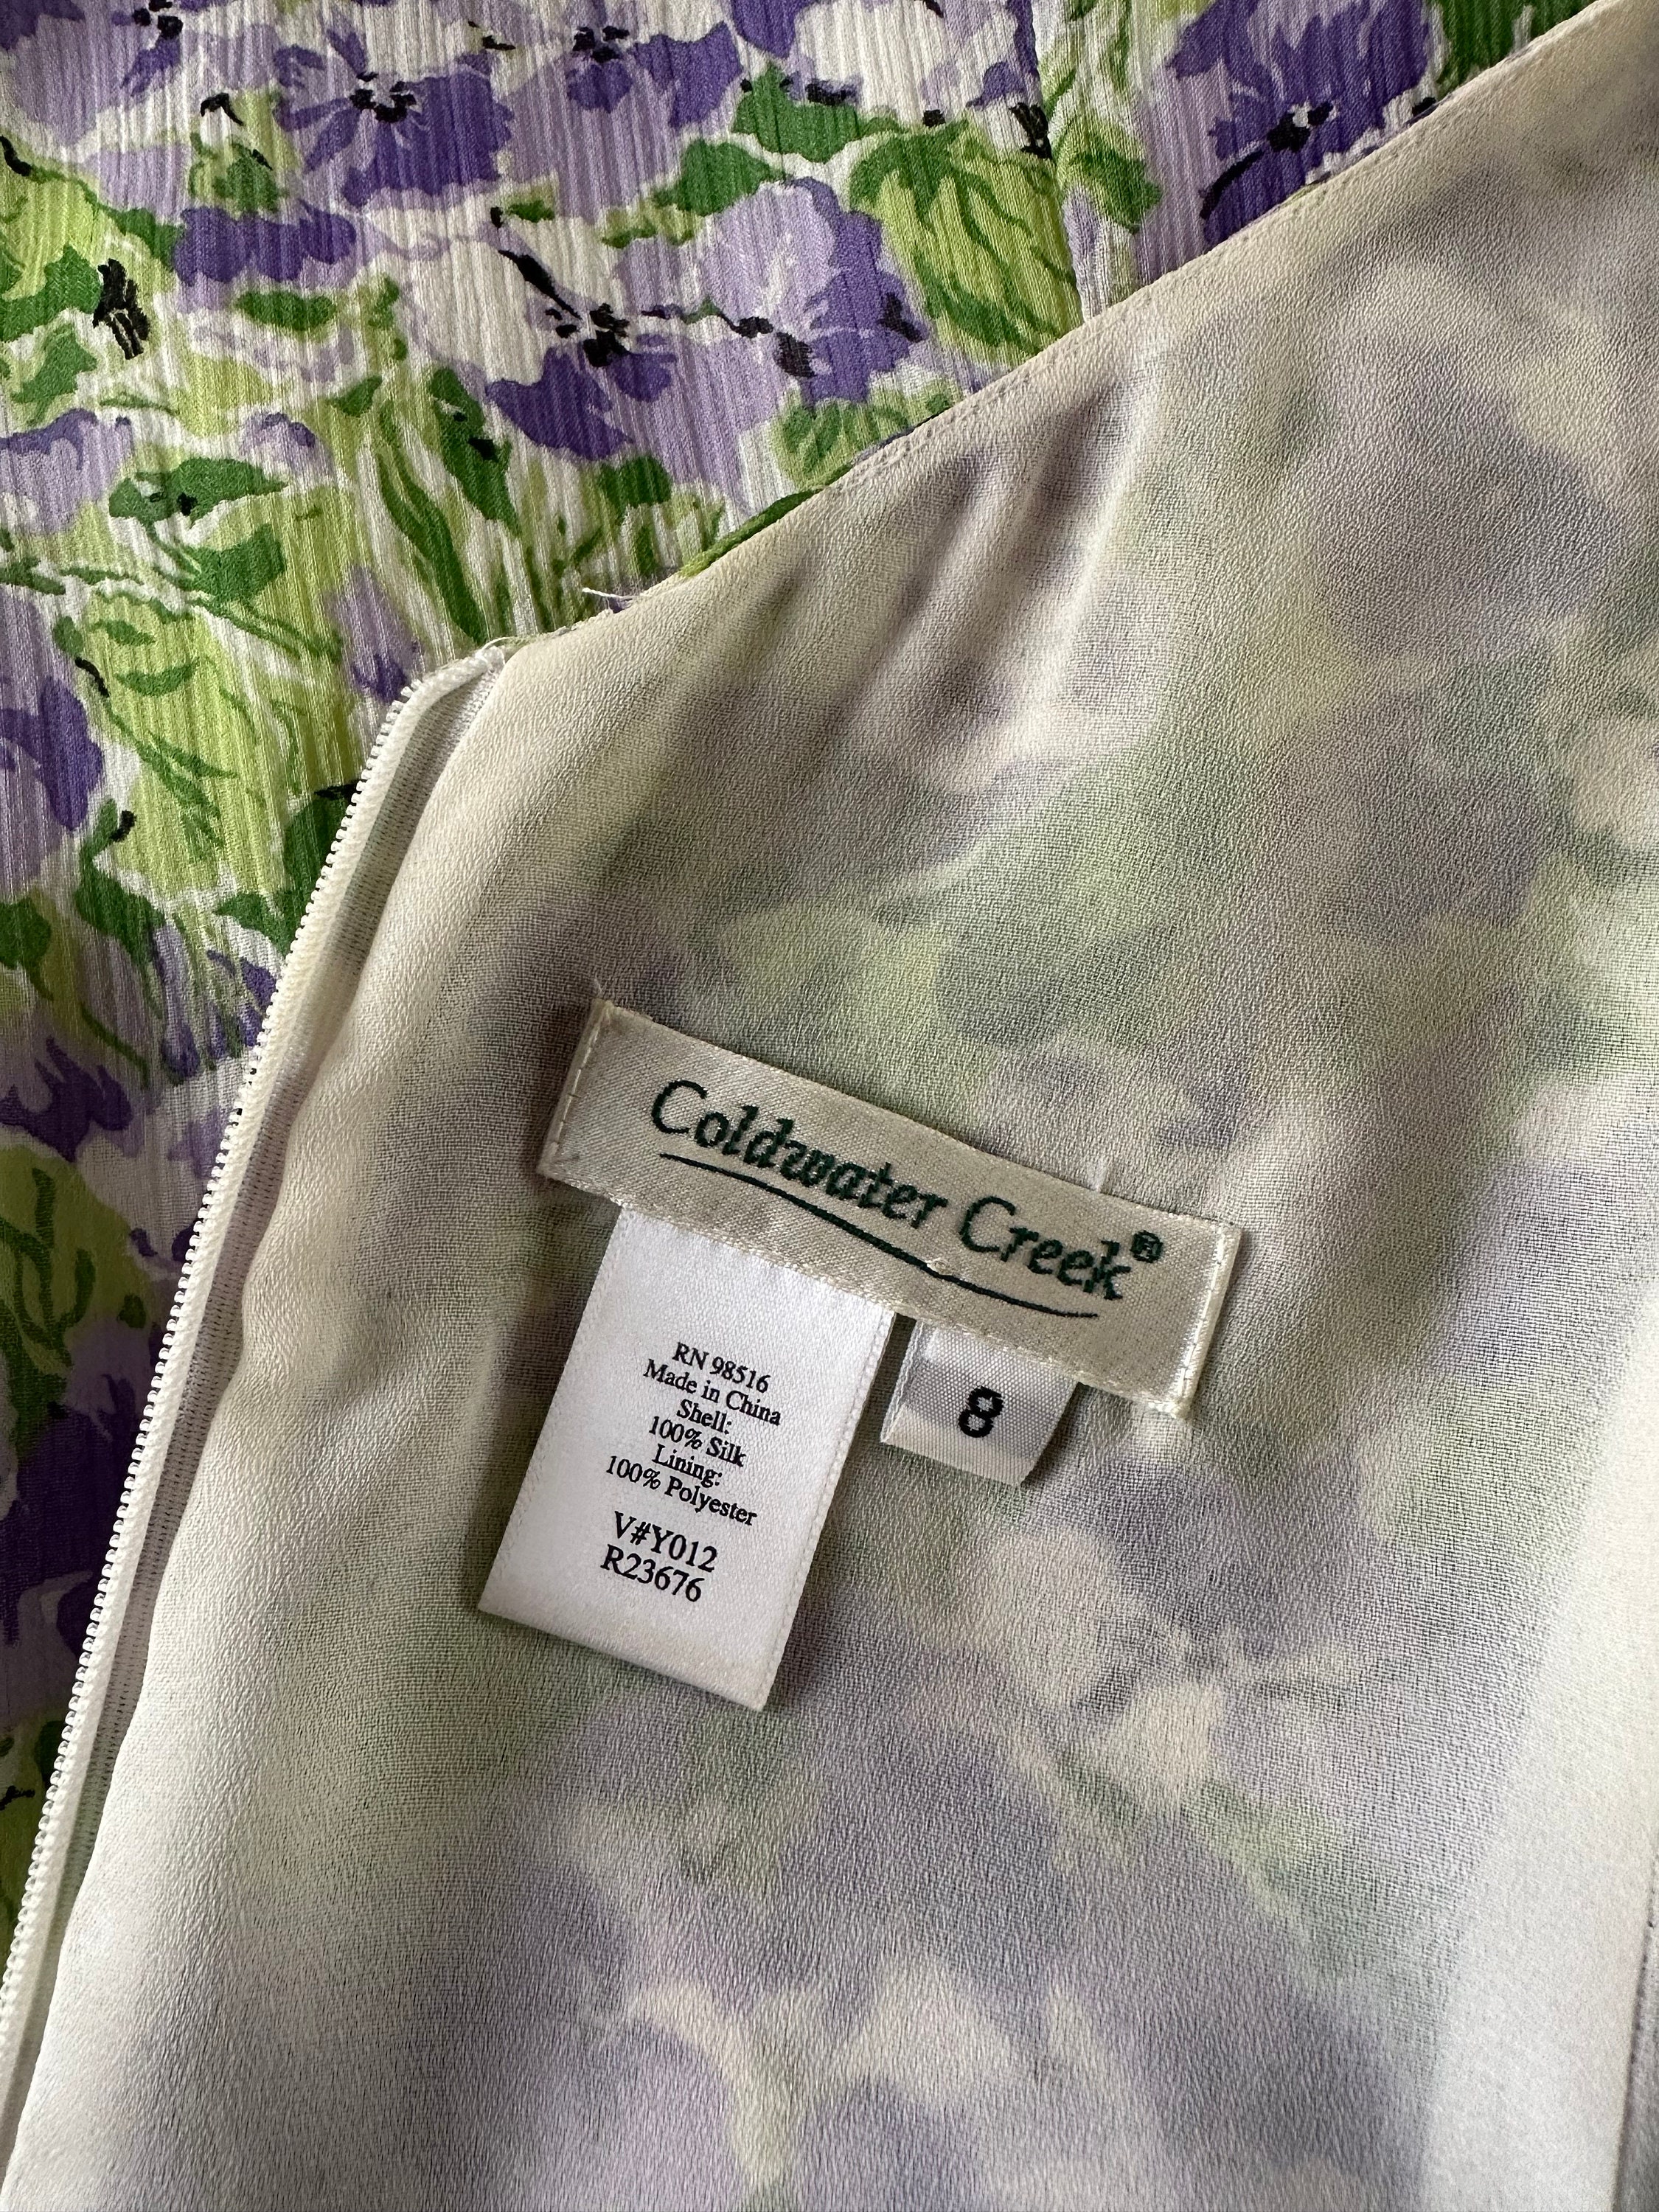 Coldwater Creek®
RN 98516
Made in China
Shell:
100% Silk
Lining:
100% Polyester
V#Y012
R23676
8